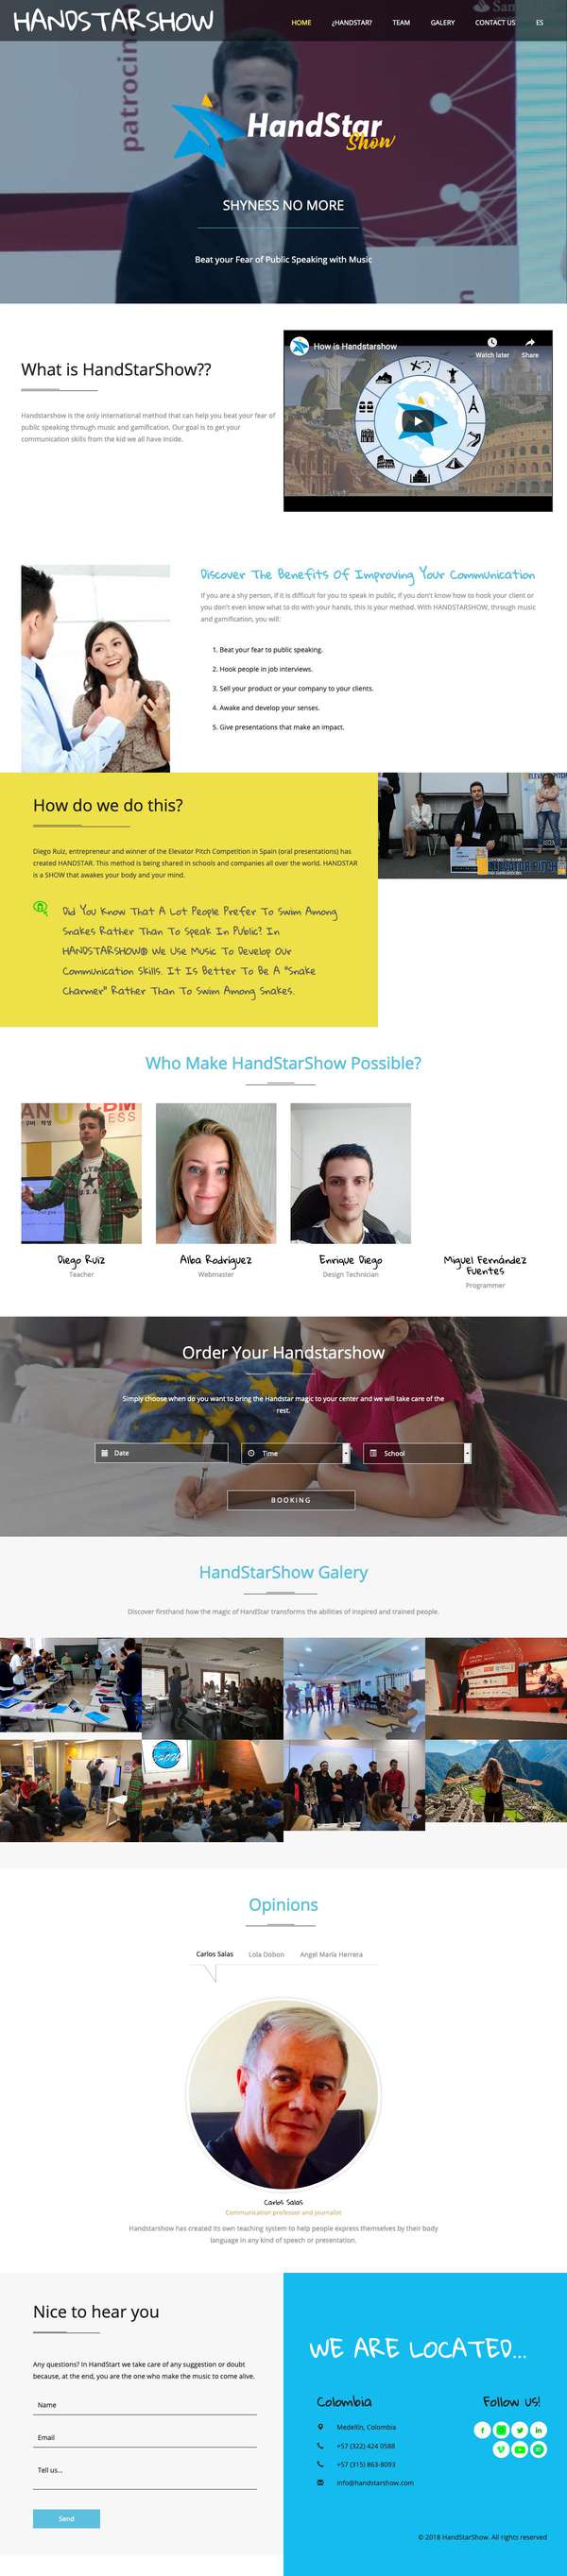 HANDSTARSHOW
HOME ¿HANDSTAR? TEAM GALERY CONTACT US ES
patrocin
San
HandStar
Show
SHYNESS NO MORE
Beat your Fear of Public Speaking with Music
What is HandStarShow??
Handstarshow is the only international method that can help you beat your fear of
public speaking through music and gamification. Our goal is to get your
communication skills from the kid we all have inside.
How is Handstarshow
Watch later Share
Discover The Benefits Of Improving Your Communication
If you are a shy person, if it is difficult for you to speak in public, if you don't know how to hook your client or
you don't even know what to do with your hands, this is your method. With HANDSTARSHOW, through music
and gamification, you will:
1. Beat your fear to public speaking.
2. Hook people in job interviews.
3. Sell your product or your company to your clients.
4. Awake and develop your senses.
5. Give presentations that make an impact.
How do we do this?
Diego Ruiz, entrepreneur and winner of the Elevator Pitch Competition in Spain (oral presentations) has
created HANDSTAR. This method is being shared in schools and companies all over the world. HANDSTAR
is a SHOW that awakes your body and your mind.
Did You Know That A Lot People Prefer To Swim Among
Snakes Rather Than To Speak In Public? In
HANDSTARSHOW® We Use Music To Develop Our
Communication Skills. It Is Better To Be A "Snake
Charmer" Rather Than To Swim Among Snakes.
Who Make HandStarShow Possible?
Diego Ruiz
Teacher
Alba Rodríguez
Webmaster
Enrique Diego
Design Technician
Miguel Fernández
Fuentes
Programmer
Order Your Handstarshow
Simply choose when do you want to bring the Handstar magic to your center and we will take care of the
rest.
Date Time School
BOOKING
HandStarShow Galery
Discover firsthand how the magic of HandStar transforms the abilities of inspired and trained people.
Opinions
Carlos Salas Lola Dobon Angel María Herrera
Carlos Salas
Communication professor and journalist
Handstarshow has created its own teaching system to help people express themselves by their body
language in any kind of speech or presentation.
Nice to hear you
Any questions? In HandStart we take care of any suggestion or doubt
because, at the end, you are the one who make the music to come alive.
Name
Email
Tell us...
Send
WE ARE LOCATED...
Colombia
Medellín, Colombia
+57 (322) 424 0588
+57 (315) 863-8093
info@handstarshow.com
Follow US!
© 2018 HandStarShow. All rights reserved